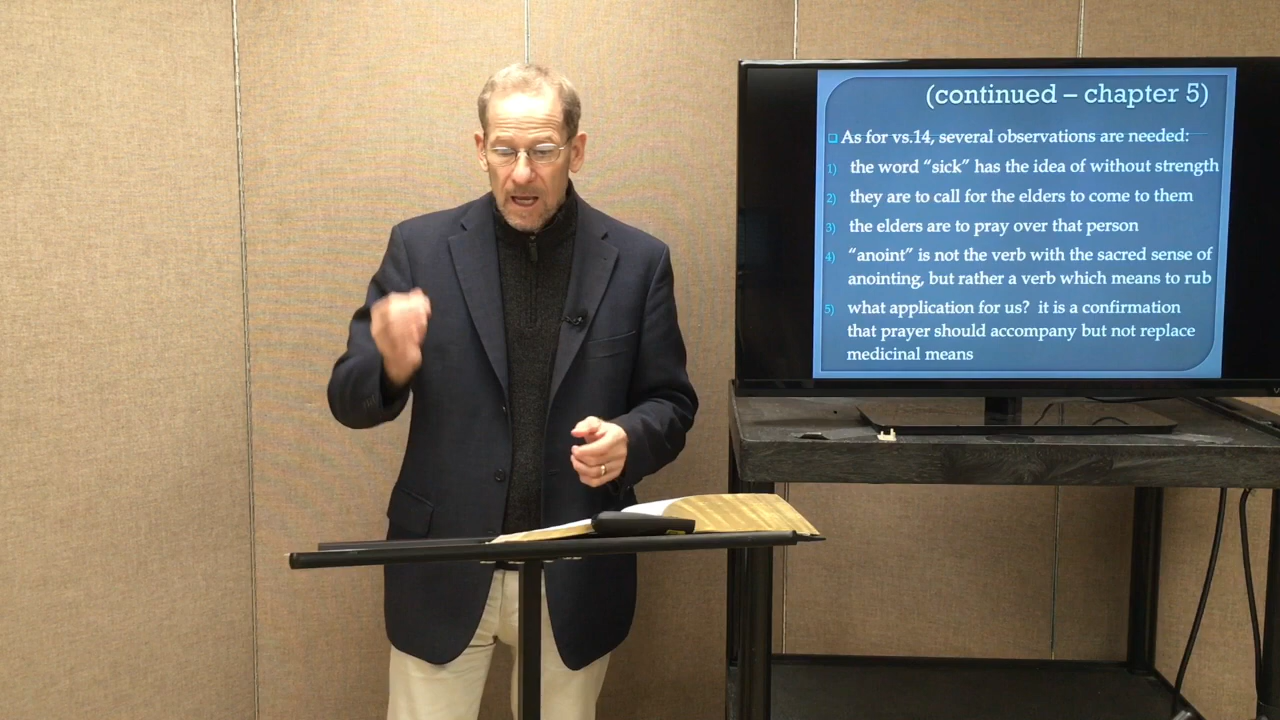 (continued – chapter 5)
As for vs.14, several observations are needed:
1) the word “sick” has the idea of without strength
2) they are to call for the elders to come to them
3) the elders are to pray over that person
4) “anoint” is not the verb with the sacred sense of
anointing, but rather a verb which means to rub
5) what application for us? it is a confirmation
that prayer should accompany but not replace
medicinal means